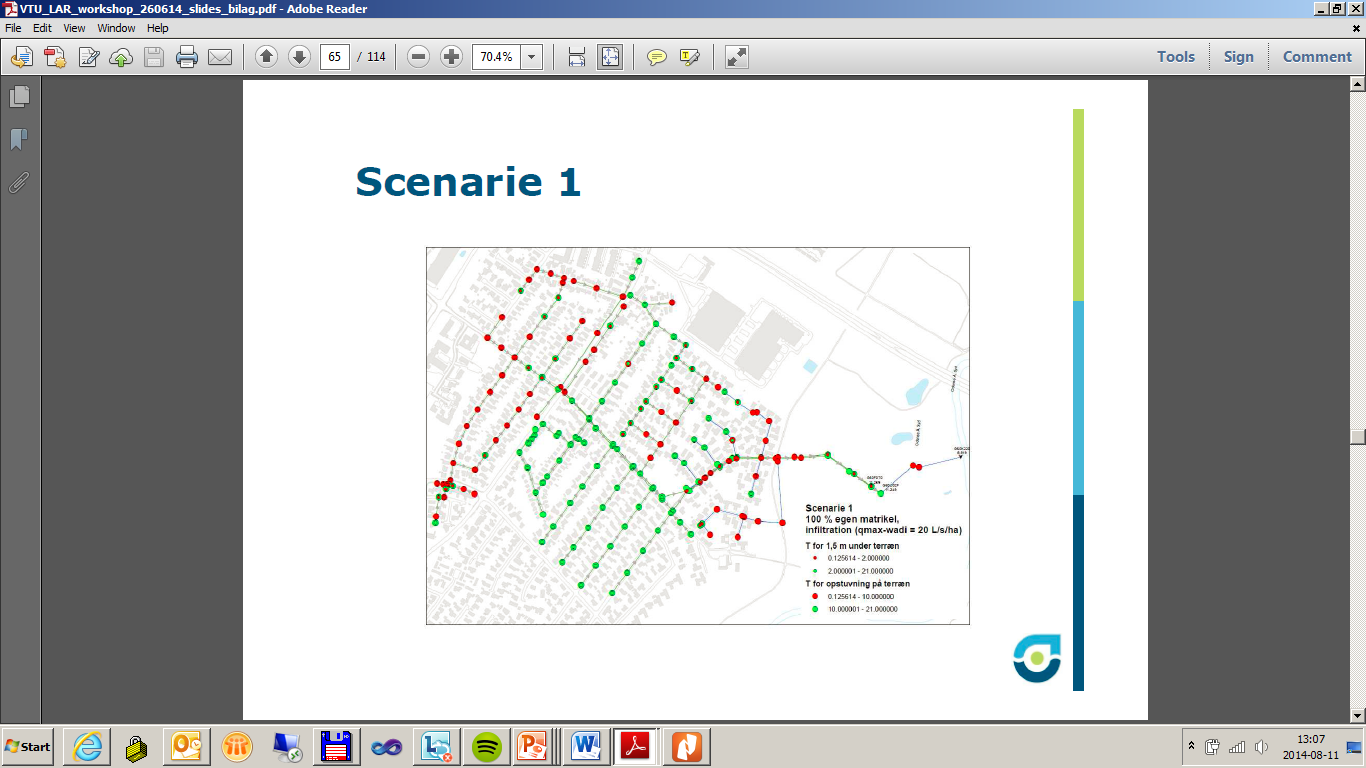 VTU_LAR_workshop_260614_slides_bilag.pdf - Adobe Reader
File Edit View Window Help
65 / 114 70.4% Tools Sign Comment
Scenarie 1
Scenarie 1
100 % egen matrikel,
infiltration (qmax-wadi = 20 L/s/ha)
T for 1,5 m under terræn
0.125614 - 2.000000
2.000001 - 21.000000
T for opstuvning på terræn
0.125614 - 10.000000
10.000001 - 21.000000
Start
13:07
2014-08-11